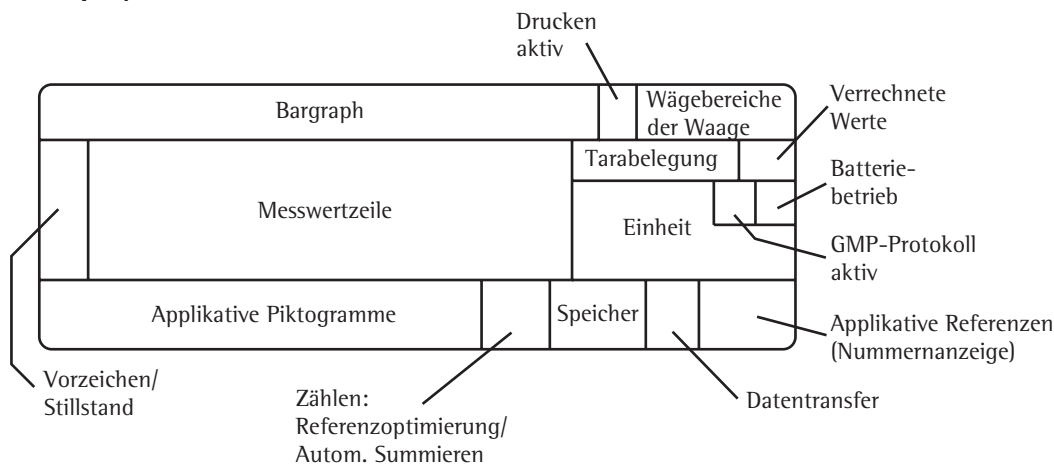 Drucken
aktiv
Bargraph
Wägebereiche
der Waage
Verrechnete
Werte
Tarabelegung
Batterie-
betrieb
Messwertzeile
Einheit
GMP-Protokoll
aktiv
Applikative Piktogramme
Speicher
Applikative Referenzen
(Nummernanzeige)
Vorzeichen/
Stillstand
Zählen:
Referenzoptimierung/
Autom. Summieren
Datentransfer